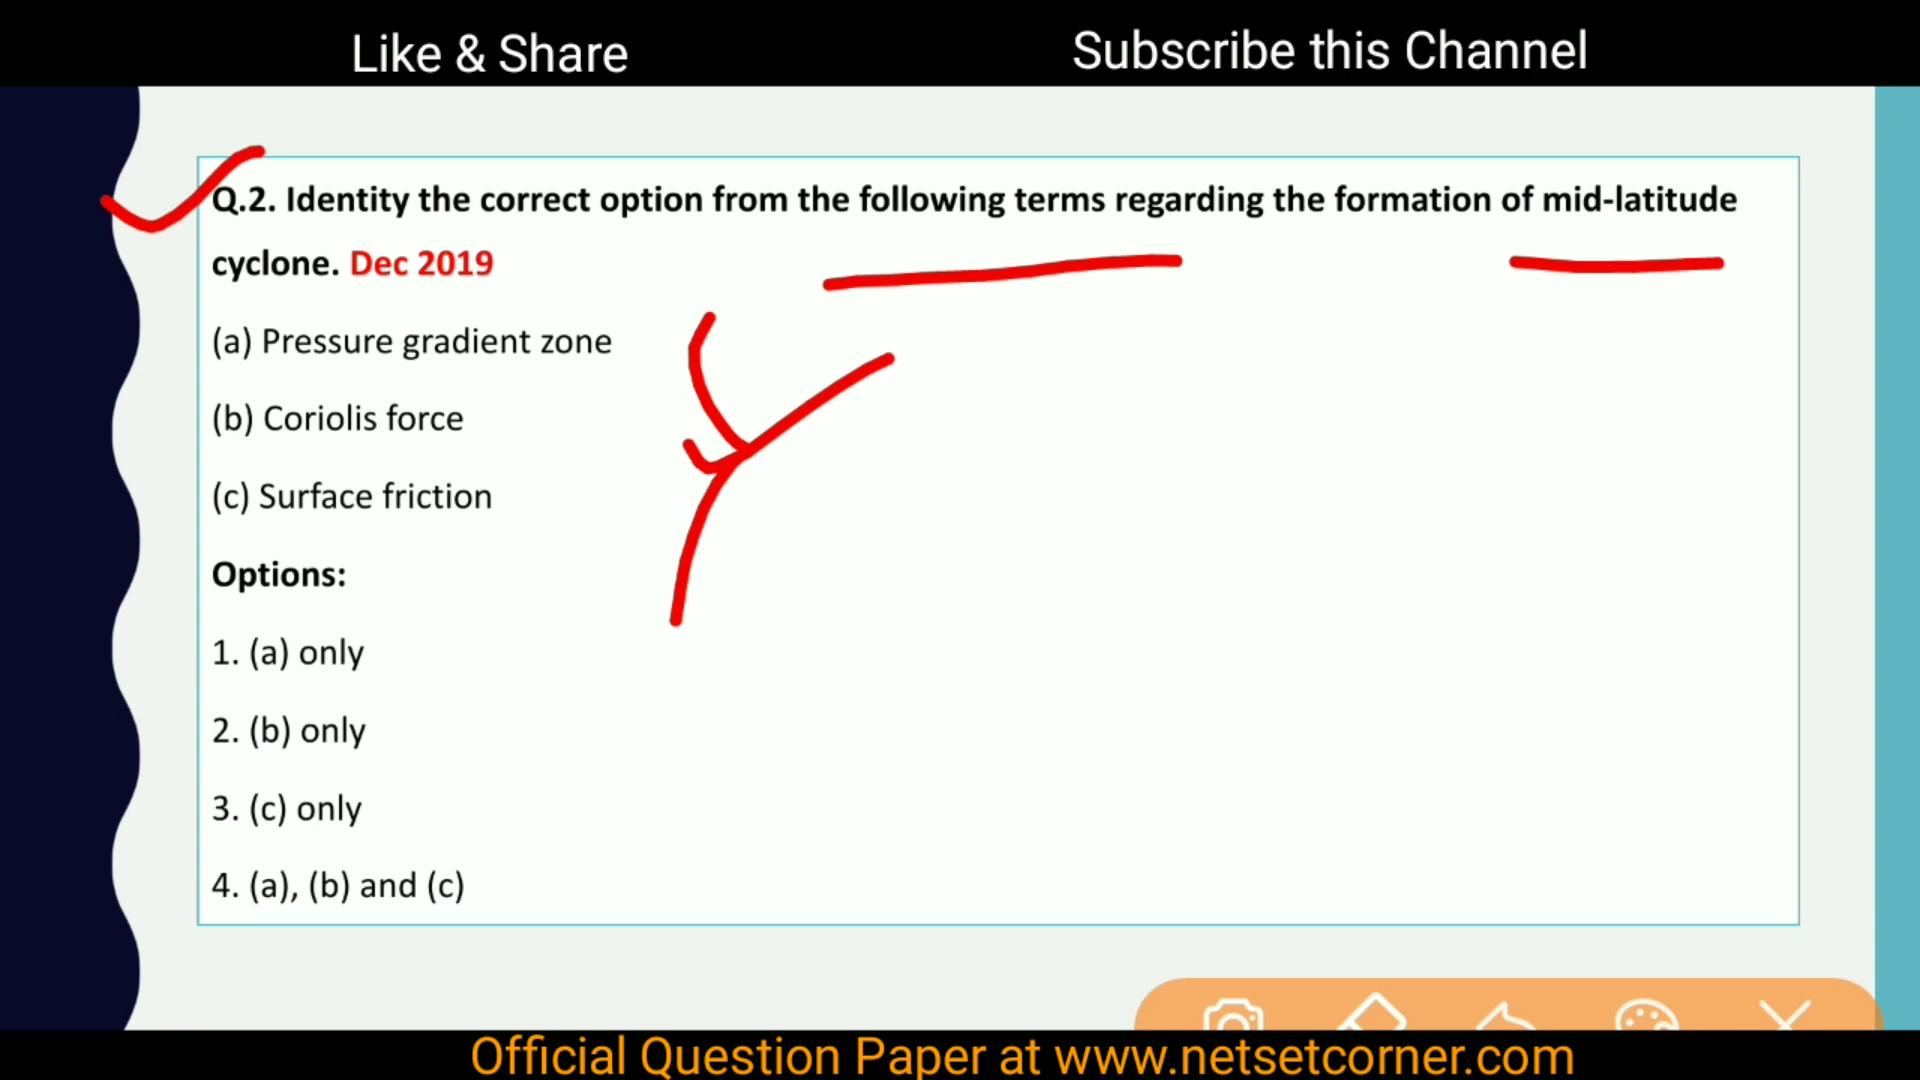 Like & Share
Subscribe this Channel
Q.2. Identity the correct option from the following terms regarding the formation of mid-latitude
cyclone. Dec 2019
(a) Pressure gradient zone
(b) Coriolis force
(c) Surface friction
Options:
1. (a) only
2. (b) only
3. (c) only
4. (a), (b) and (c)
Official Question Paper at www.netsetcorner.com